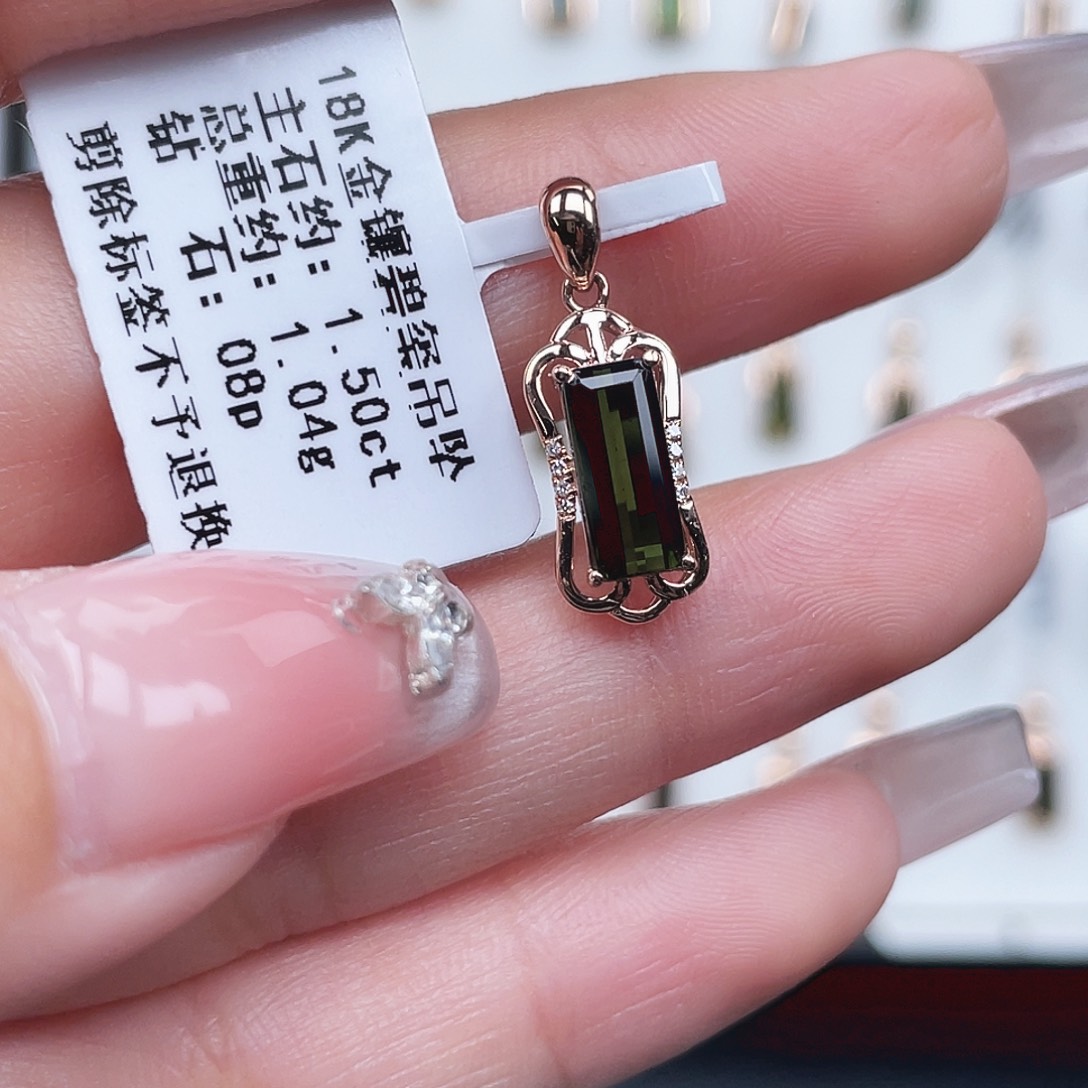 18K金镶碧玺吊坠
主石约: 1.50ct
总重约: 1.04g
钻 石: 08p
剪除标签不予退换